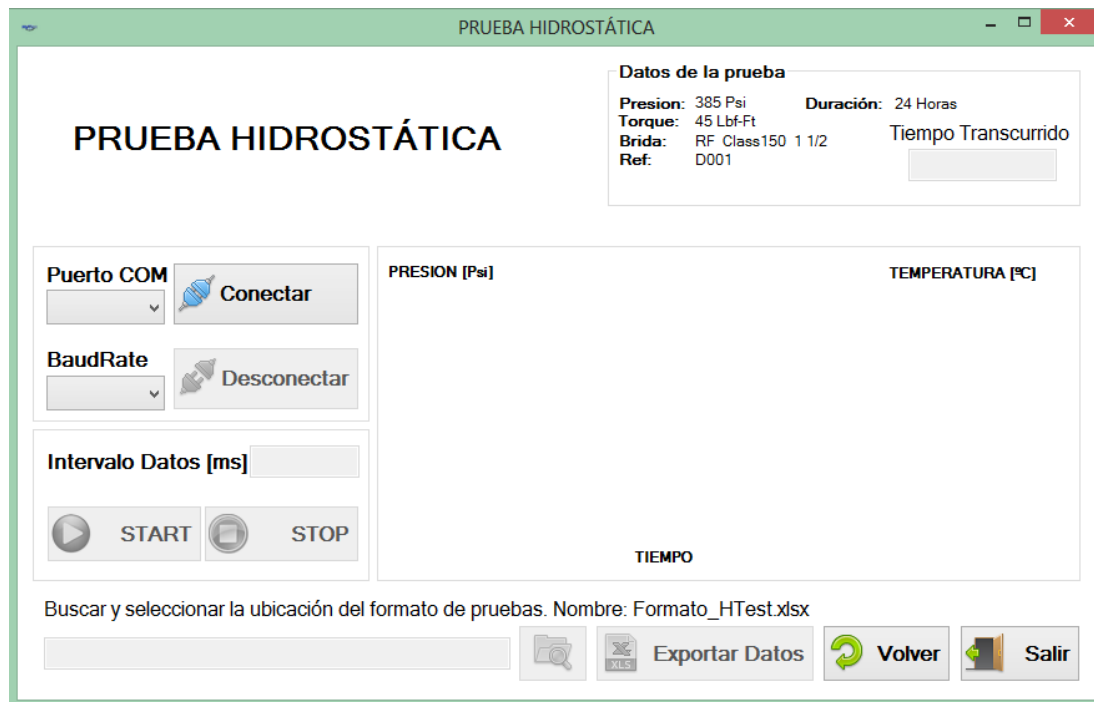 PRUEBA HIDROSTÁTICA
PRUEBA HIDROSTÁTICA
Datos de la prueba
Presion: 385 Psi Duración: 24 Horas
Torque: 45 Lbf-Ft
Brida: RF Class150 1 1/2
Ref: D001
Tiempo Transcurrido
Puerto COM
Conectar
BaudRate
Desconectar
Intervalo Datos [ms]
START STOP
PRESION [Psi] TEMPERATURA [ºC]
TIEMPO
Buscar y seleccionar la ubicación del formato de pruebas. Nombre: Formato_HTest.xlsx
XLS Exportar Datos Volver Salir